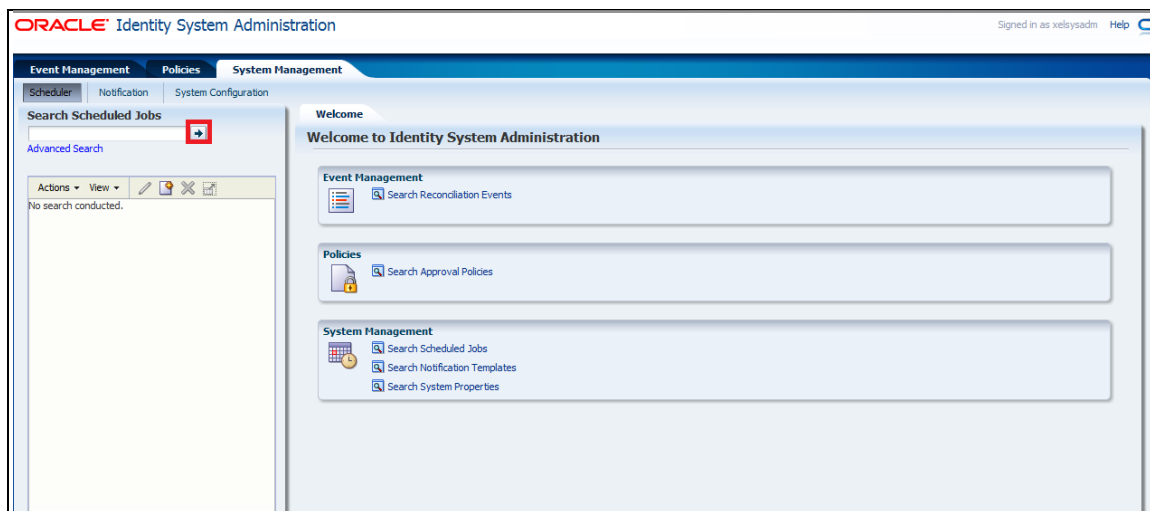 ORACLE Identity System Administration
Signed in as xelsysadm Help
Event Management Policies System Management
Scheduler Notification System Configuration
Search Scheduled Jobs
Advanced Search
Actions View
No search conducted.
Welcome
Welcome to Identity System Administration
Event Management
Search Reconciliation Events
Policies
Search Approval Policies
System Management
Search Scheduled Jobs
Search Notification Templates
Search System Properties